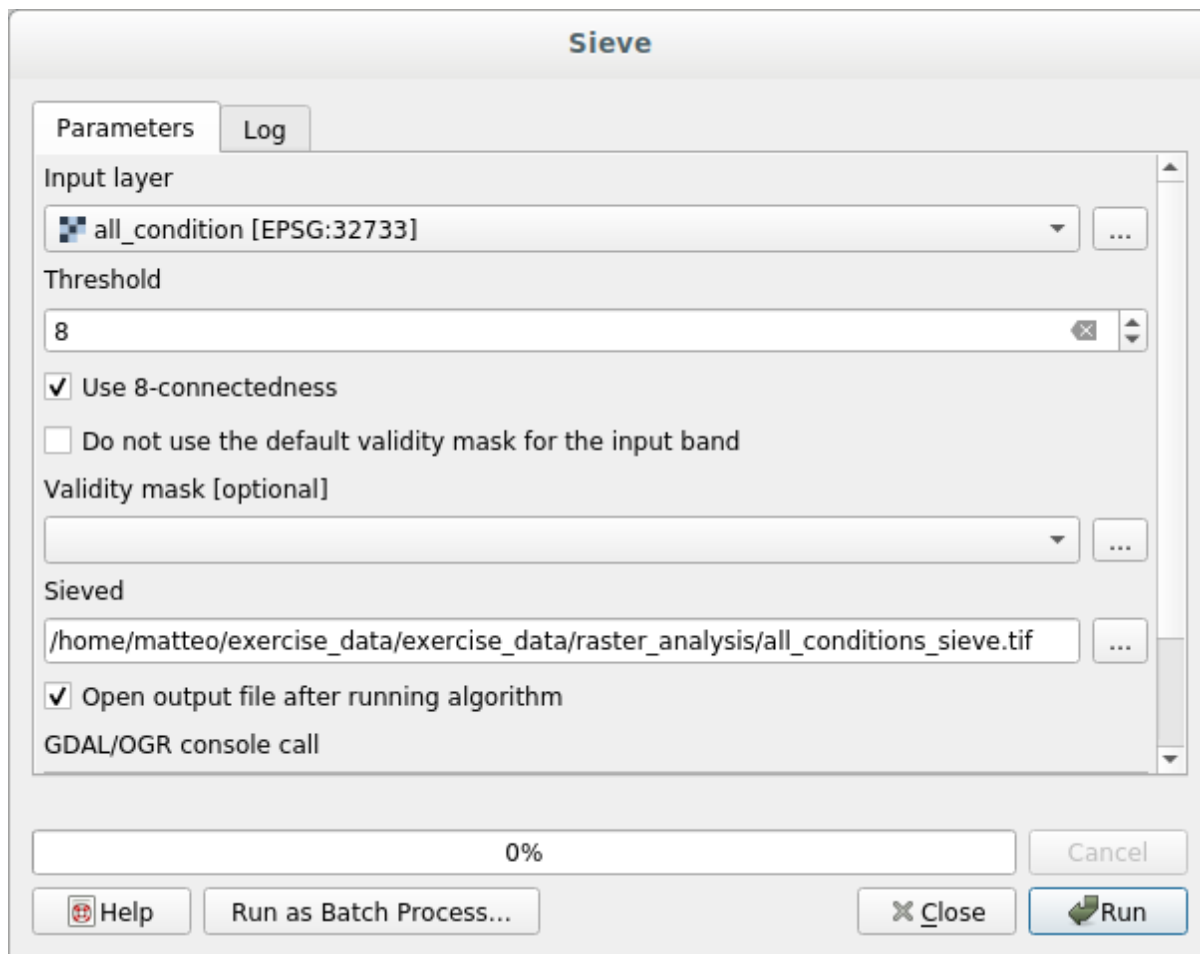 Sieve
Parameters
Log
Input layer
all_condition [EPSG:32733]
...
Threshold
8
Use 8-connectedness
Do not use the default validity mask for the input band
Validity mask [optional]
...
Sieved
/home/matteo/exercise_data/exercise_data/raster_analysis/all_conditions_sieve.tif
...
Open output file after running algorithm
GDAL/OGR console call
0%
Cancel
Help
Run as Batch Process...
Close
Run